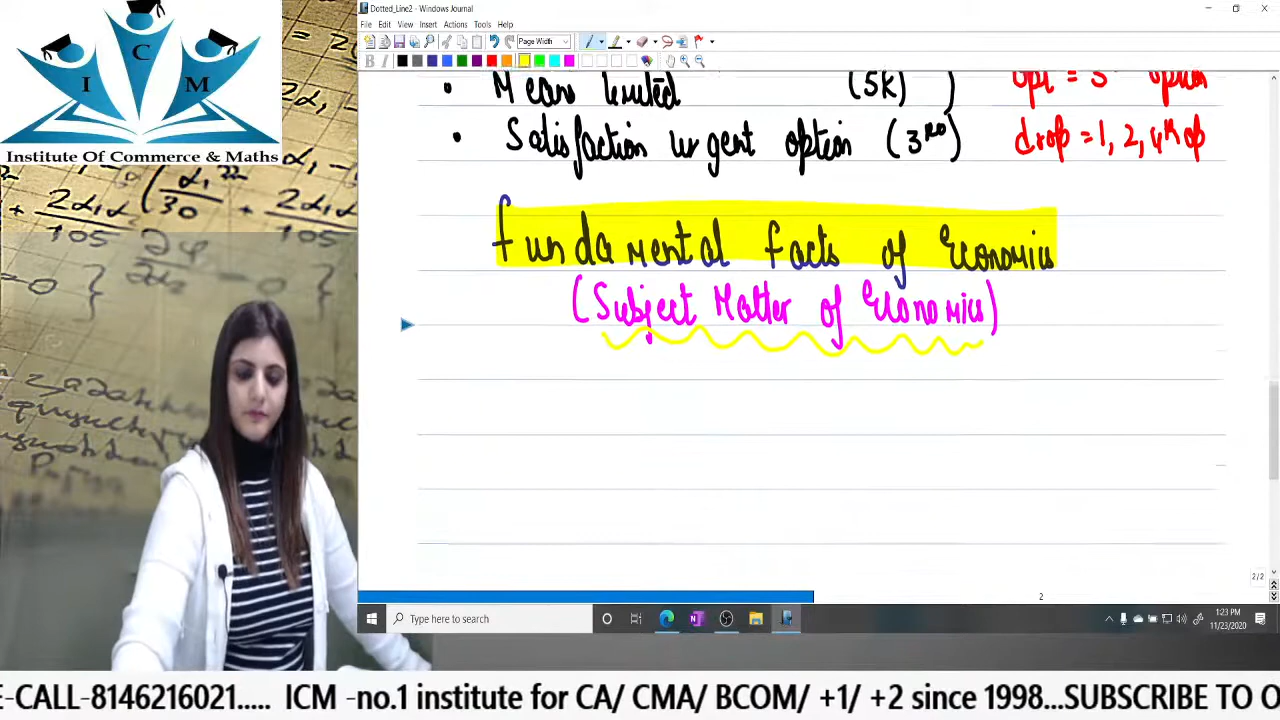 Dotted_Line2 - Windows Journal
File Edit View Insert Actions Tools Help
Page Width
B I
• Means limited (5k) )
• Satisfaction urgent option (3rd)
drop = 1, 2, 4th op
Fundamental facts of Economics
(Subject Matter of Economics)
2/2
2
Type here to search
1:23 PM
11/23/2020
I C M
Institute Of Commerce & Maths
E-CALL-8146216021..... ICM -no.1 institute for CA/ CMA/ BCOM/ +1/ +2 since 1998...SUBSCRIBE TO O